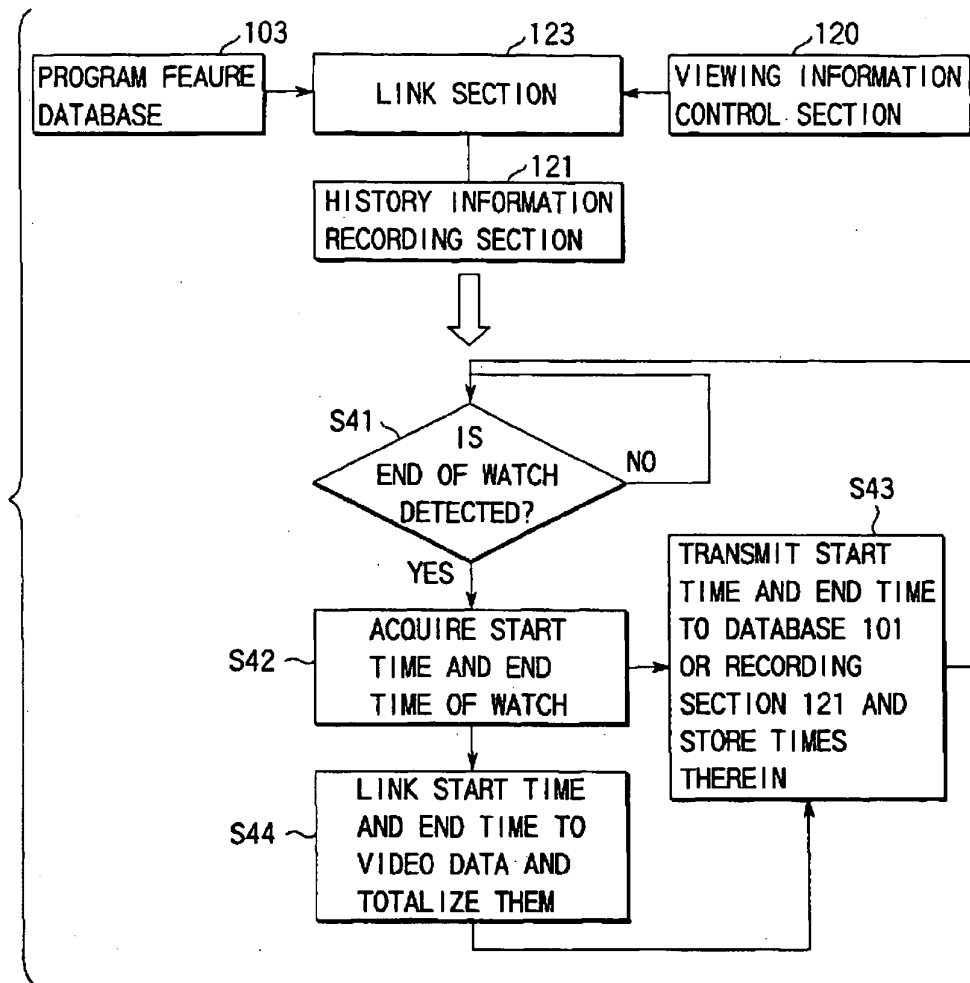 103
PROGRAM FEAURE
DATABASE
123
LINK SECTION
120
VIEWING INFORMATION
CONTROL SECTION
121
HISTORY INFORMATION
RECORDING SECTION
S41
IS
END OF WATCH
DETECTED?
NO
YES
S42
ACQUIRE START
TIME AND END
TIME OF WATCH
S43
TRANSMIT START
TIME AND END TIME
TO DATABASE 101
OR RECORDING
SECTION 121 AND
STORE TIMES
THEREIN
S44
LINK START TIME
AND END TIME TO
VIDEO DATA AND
TOTALIZE THEM